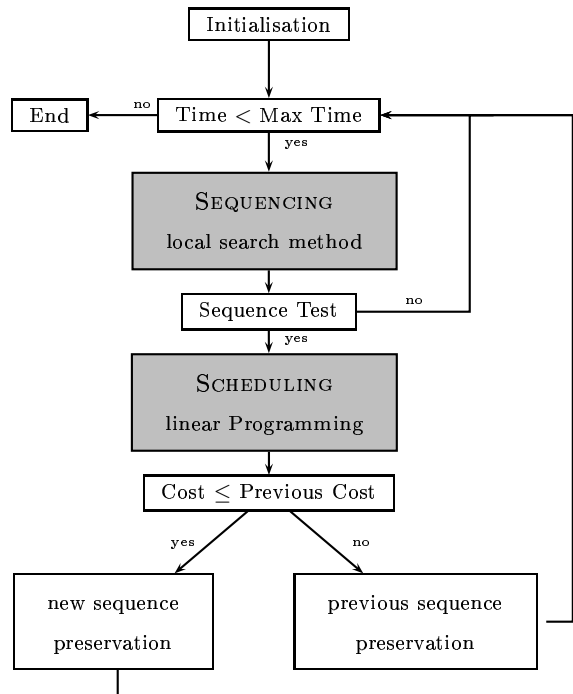 Initialisation
no
End
Time < Max Time
yes
SEQUENCING
local search method
Sequence Test
no
yes
SCHEDULING
linear Programming
Cost ≤ Previous Cost
yes
no
new sequence
preservation
previous sequence
preservation